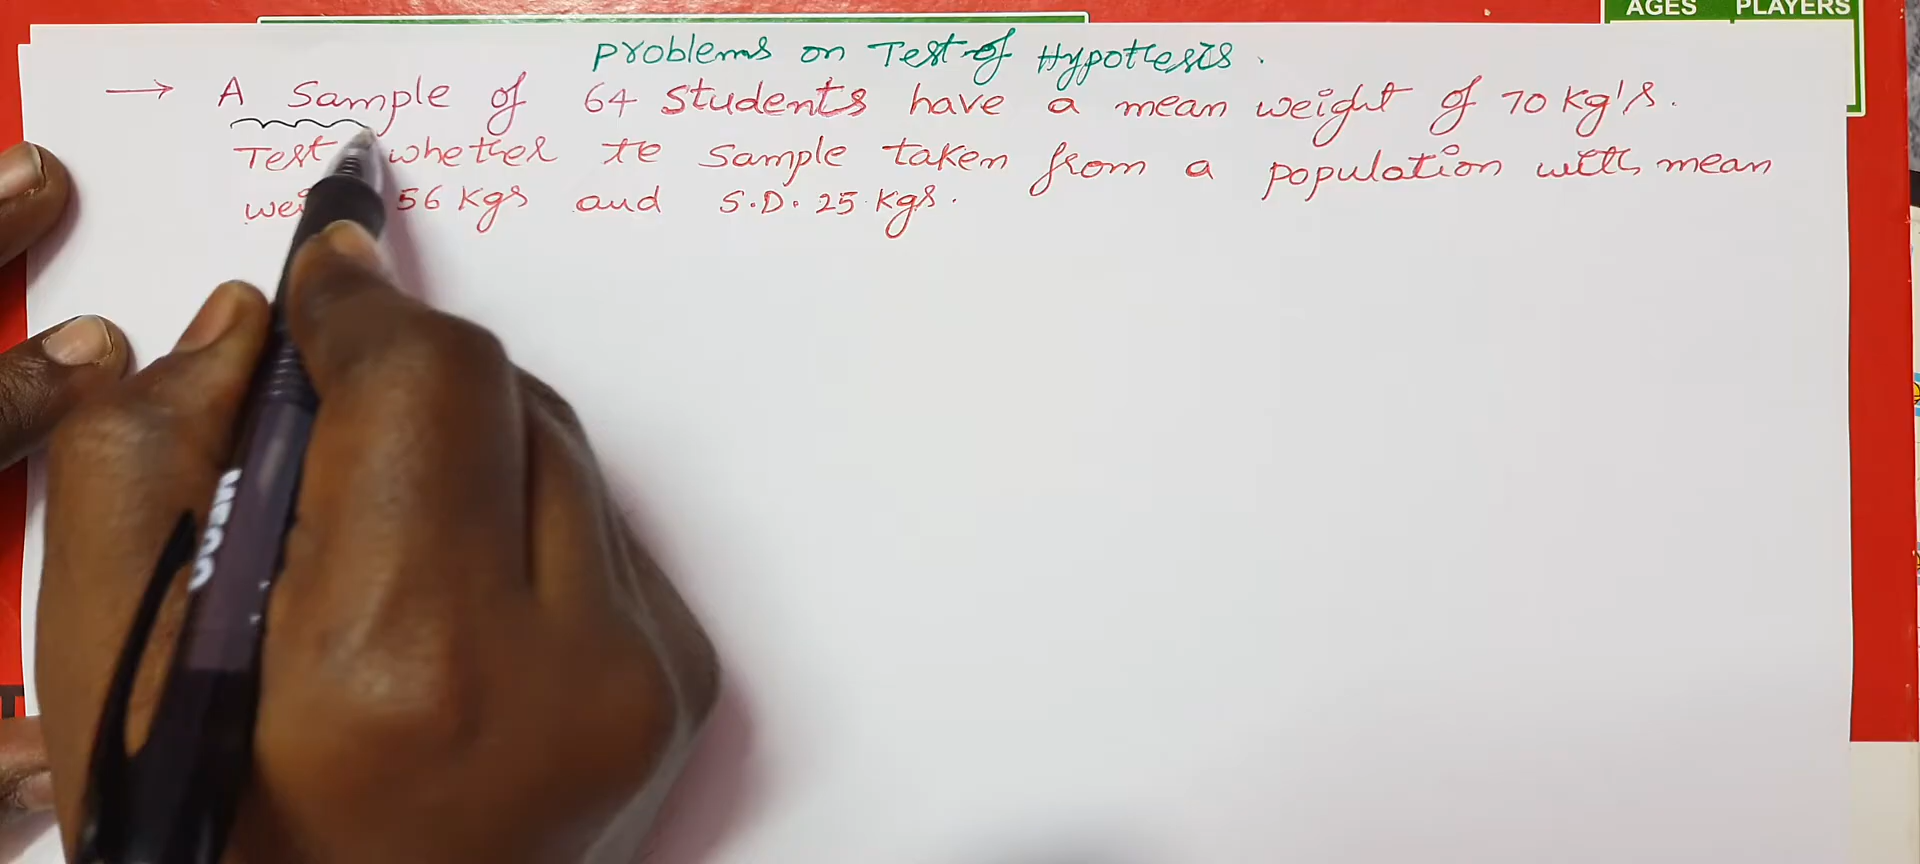 AGES PLAYERS
Problems on Test of Hypothesis.
→ A Sample of 64 Students have a mean weight of 70 Kg's.
Test whether te Sample taken from a population with mean
56 Kgs and S.D. 25 Kgs.